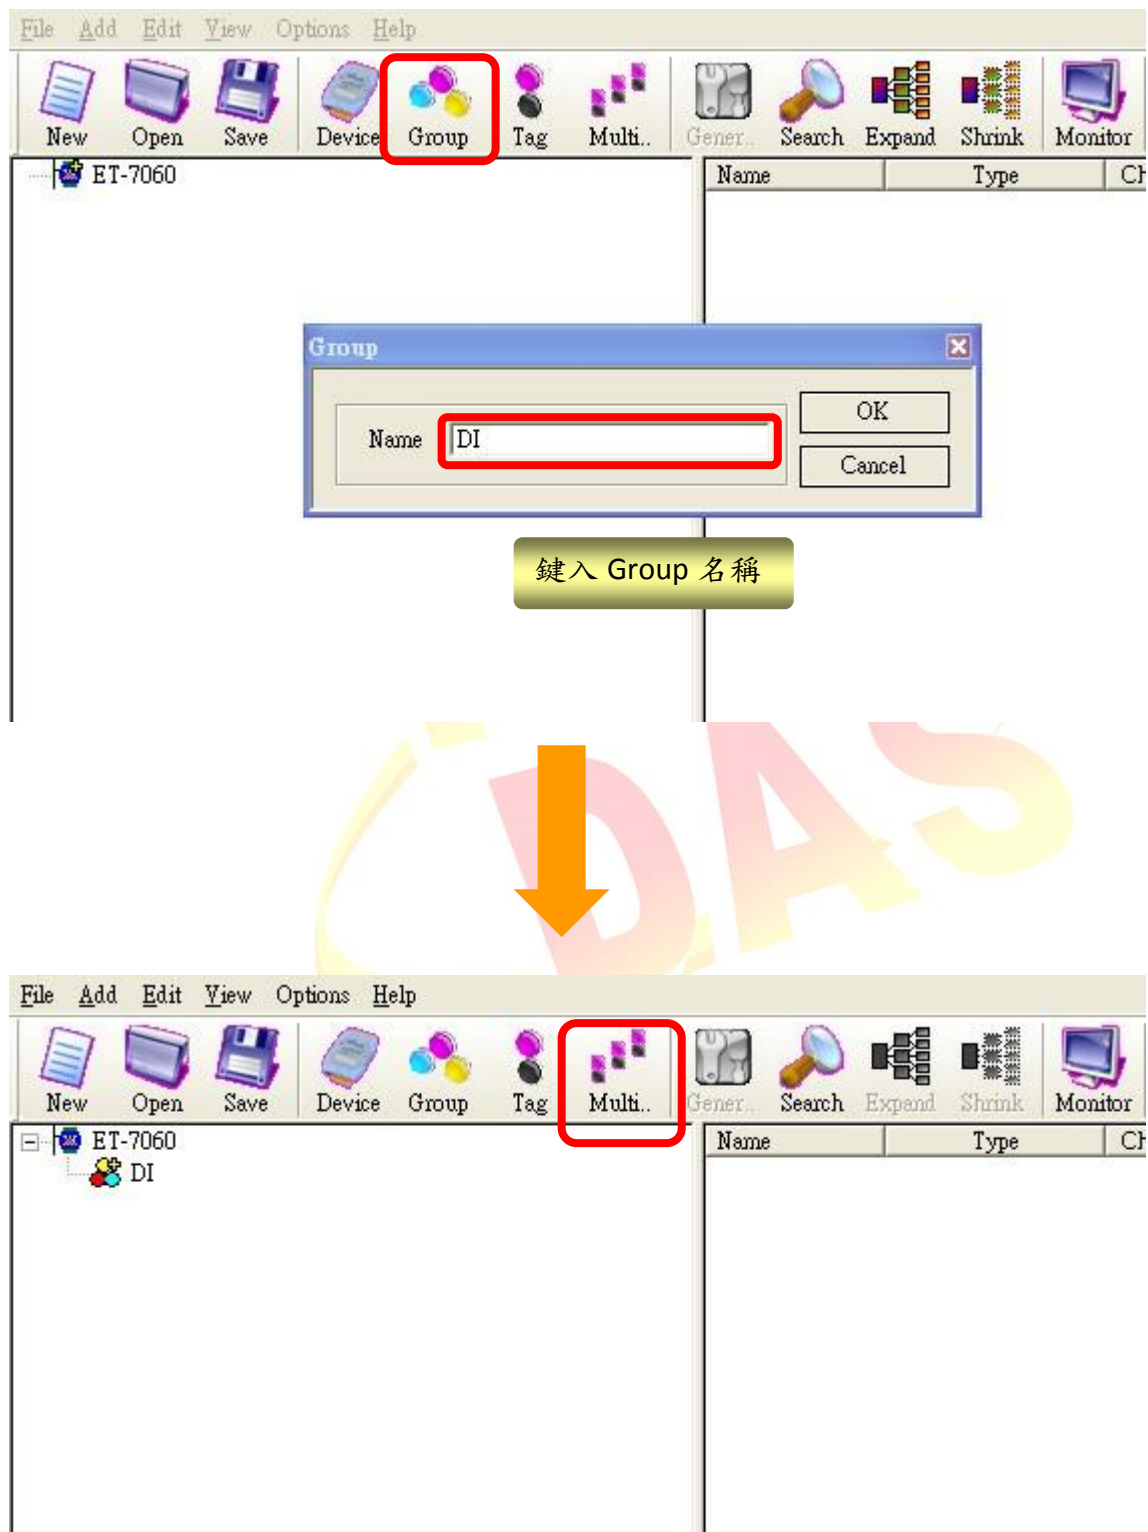 File Add Edit View Options Help
New Open Save Device Group Tag Multi.. Gener.. Search Expand Shrink Monitor
ET-7060
Name Type Ch
Group
Name DI
OK
Cancel
鍵入 Group 名稱
DAS
File Add Edit View Options Help
New Open Save Device Group Tag Multi.. Gener.. Search Expand Shrink Monitor
ET-7060
Name Type Ch
DI